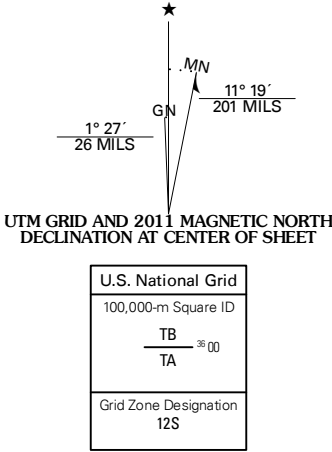 ★
MN
11° 19´
201 MILS
GN
1° 27´
26 MILS
UTM GRID AND 2011 MAGNETIC NORTH
DECLINATION AT CENTER OF SHEET
U.S. National Grid
100,000-m Square ID
TB
36 00
TA
Grid Zone Designation
12S